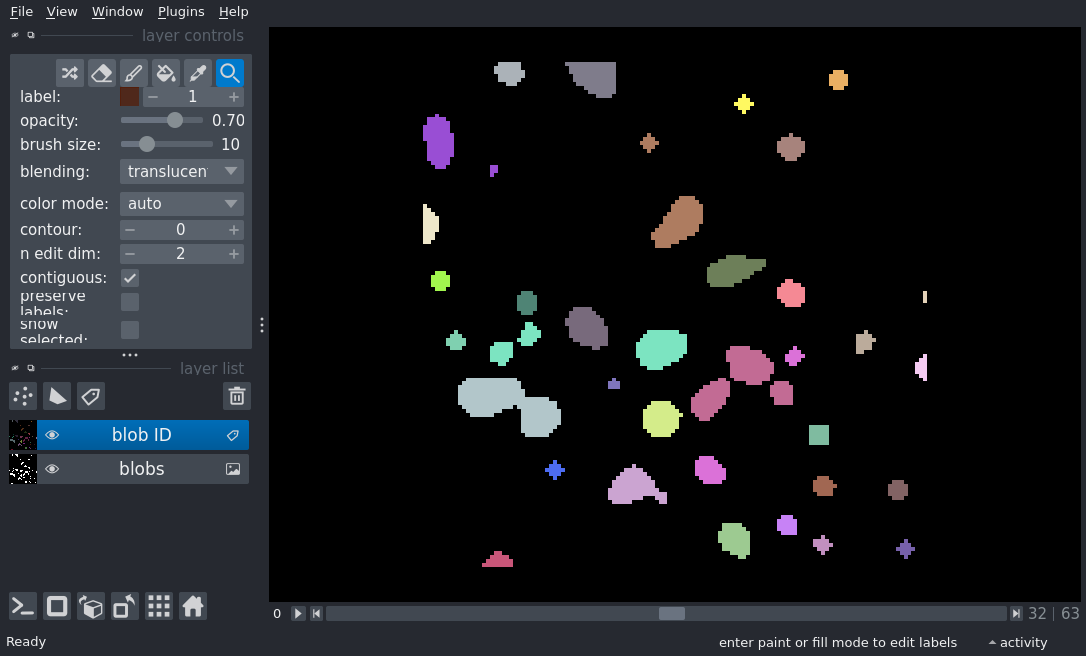 File View Window Plugins Help
layer controls
label: 1
opacity: 0.70
brush size: 10
blending: translucen
color mode: auto
contour: 0
n edit dim: 2
contiguous:
preserve
labels:
show
selected:
layer list
blob ID
blobs
0 32 | 63
Ready enter paint or fill mode to edit labels activity